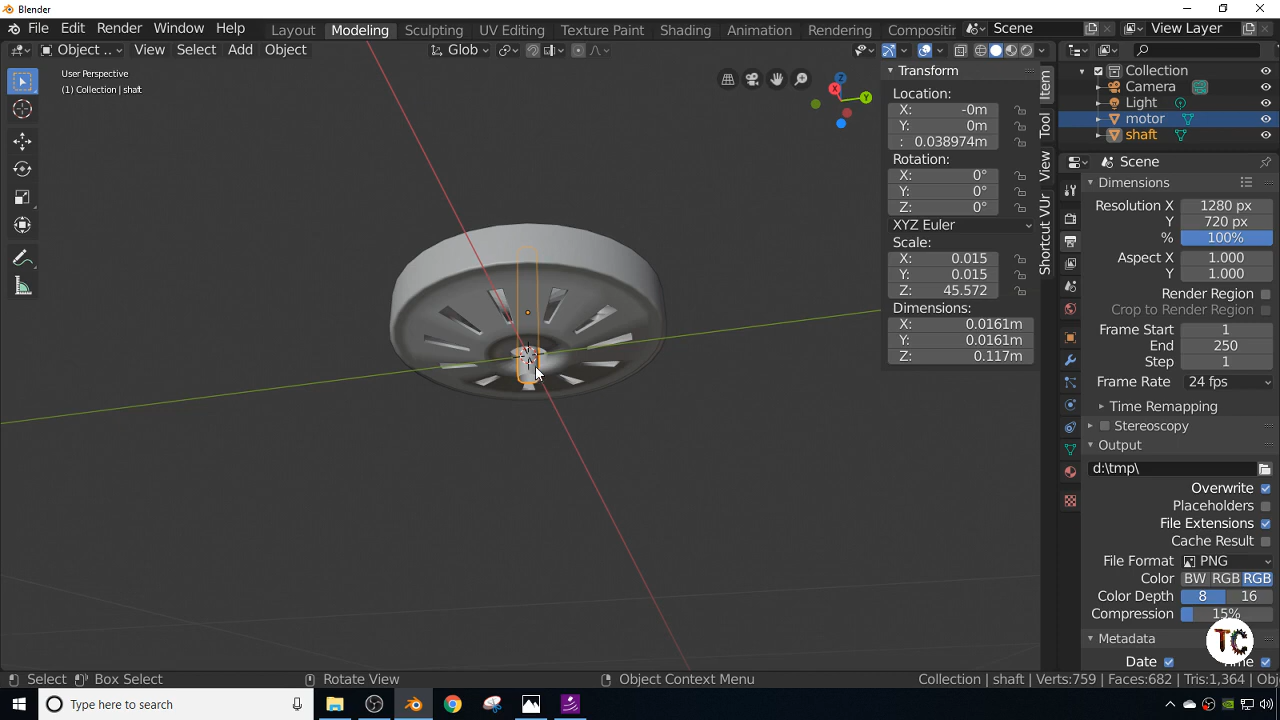 Blender
File Edit Render Window Help Layout Modeling Sculpting UV Editing Texture Paint Shading Animation Rendering Compositin Scene View Layer
Object .. View Select Add Object Glob
User Perspective
(1) Collection | shaft
X
Y
Z
Transform
Location:
X: -0m
Y: 0m
: 0.038974m
Rotation:
X: 0°
Y: 0°
Z: 0°
XYZ Euler
Scale:
X: 0.015
Y: 0.015
Z: 45.572
Dimensions:
X: 0.0161m
Y: 0.0161m
Z: 0.117m
Item
Tool
View
Shortcut VUr
Collection
Camera
Light
motor
shaft
Scene
Dimensions
Resolution X 1280 px
Y 720 px
% 100%
Aspect X 1.000
Y 1.000
Render Region
Crop to Render Region
Frame Start 1
End 250
Step 1
Frame Rate 24 fps
Time Remapping
Stereoscopy
Output
d:\tmp\
Overwrite
Placeholders
File Extensions
Cache Result
File Format PNG
Color BW RGB RGB
Color Depth 8 16
Compression 15%
Metadata
Date Time
TC
Select Box Select Rotate View Object Context Menu Collection | shaft | Verts:759 | Faces:682 | Tris:1,364 | Obj
Type here to search